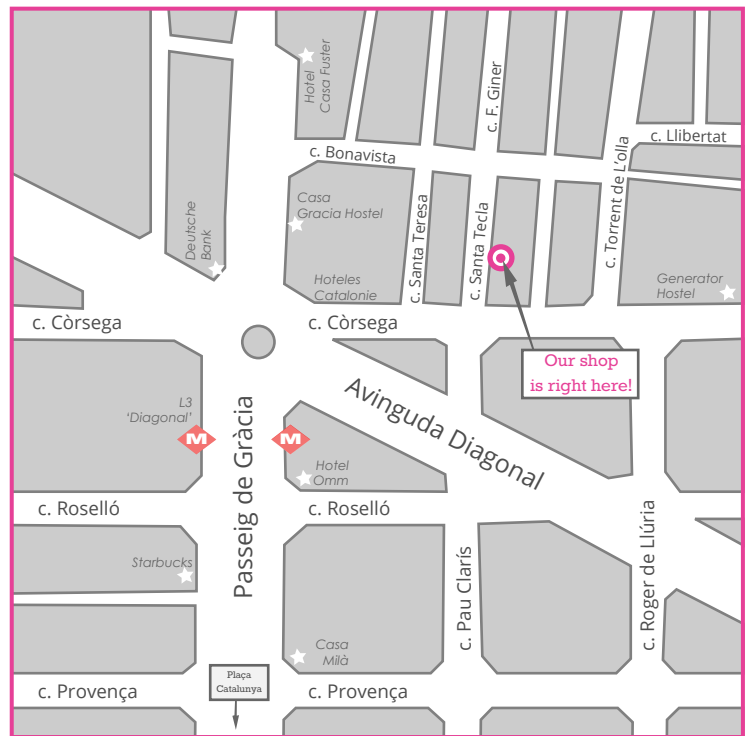 Hotel
Casa Fuster
c. F. Giner
c. Llibertat
c. Bonavista
c. Torrent de L'olla
Casa
Gracia Hostel
c. Santa Teresa
c. Santa Tecla
Deutsche
Bank
Hoteles
Catalonie
Generator
Hostel
c. Còrsega
c. Còrsega
Our shop
is right here!
L3
'Diagonal'
M
M
Passeig de Gràcia
Avinguda Diagonal
Hotel
Omm
c. Roselló
c. Roselló
Starbucks
c. Pau Clarís
c. Roger de Llúria
Casa
Milà
Plaça
Catalunya
c. Provença
c. Provença